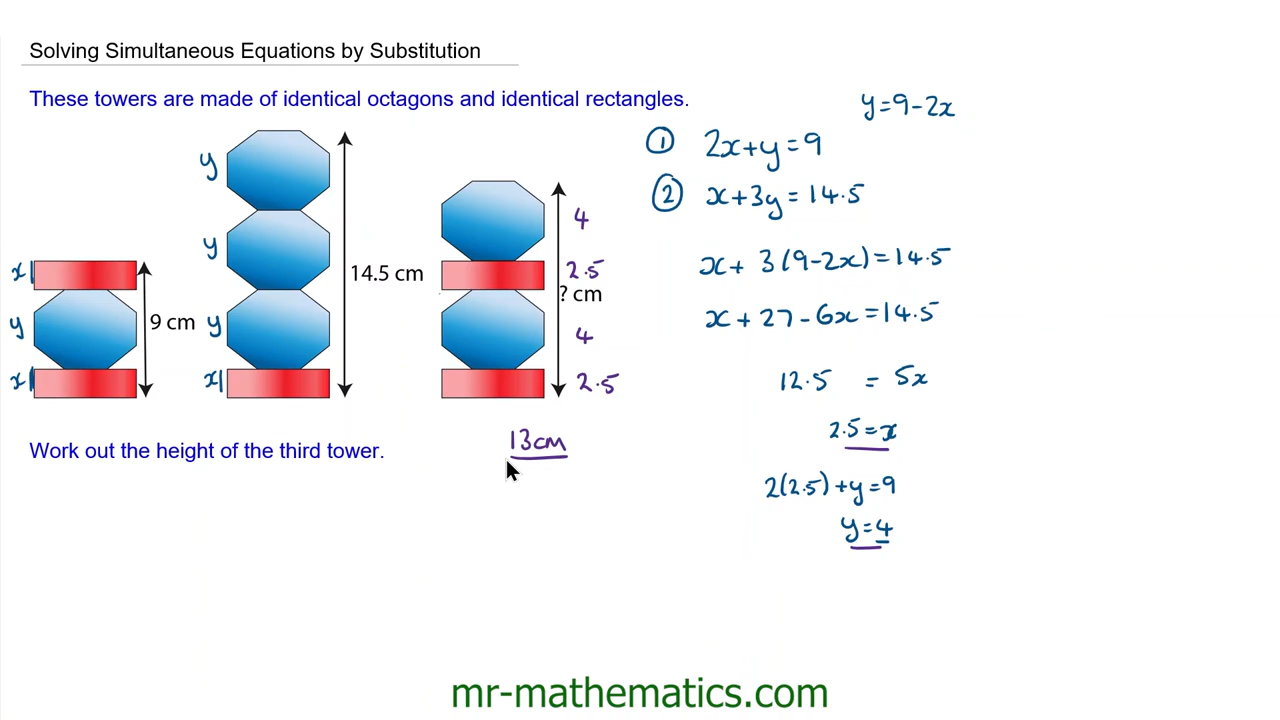 Solving Simultaneous Equations by Substitution
These towers are made of identical octagons and identical rectangles.
x
y
x
9 cm
y
y
y
x
14.5 cm
4
2.5
? cm
4
2.5
Work out the height of the third tower.
13cm
y=9-2x
① 2x+y=9
② x+3y=14.5
x+ 3(9-2x)=14.5
x+27-6x=14.5
12.5 = 5x
2.5=x
2(2.5)+y=9
y=4
mr-mathematics.com